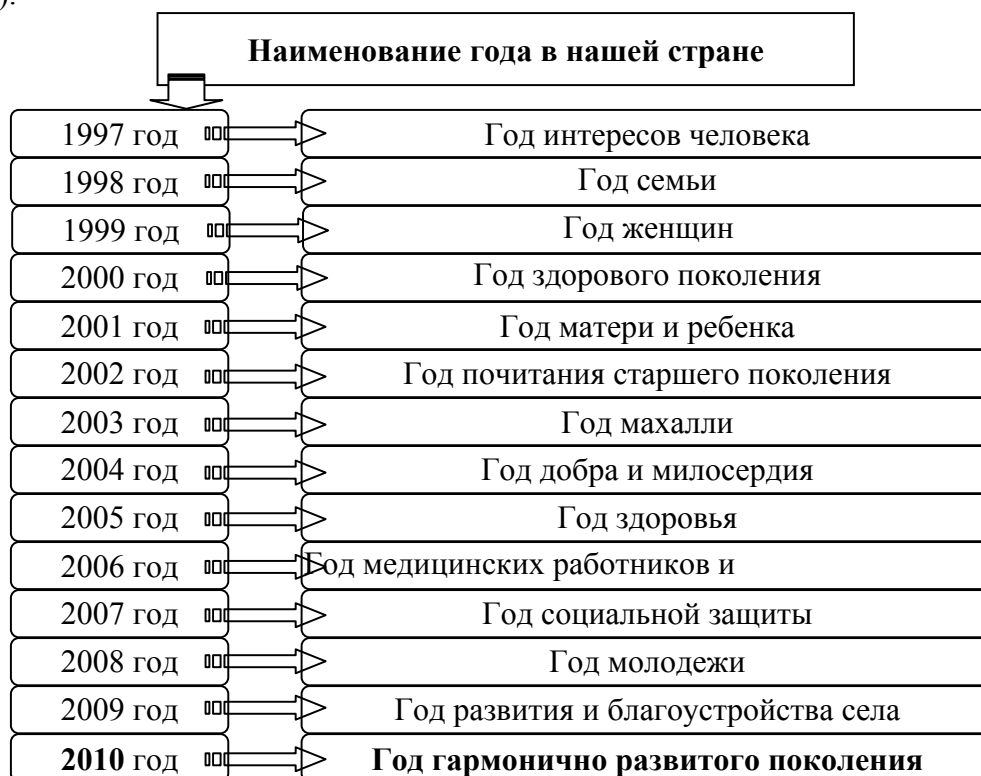 ).
Наименование года в нашей стране
1997 год Год интересов человека
1998 год Год семьи
1999 год Год женщин
2000 год Год здорового поколения
2001 год Год матери и ребенка
2002 год Год почитания старшего поколения
2003 год Год махалли
2004 год Год добра и милосердия
2005 год Год здоровья
2006 год Год медицинских работников и
2007 год Год социальной защиты
2008 год Год молодежи
2009 год Год развития и благоустройства села
2010 год Год гармонично развитого поколения